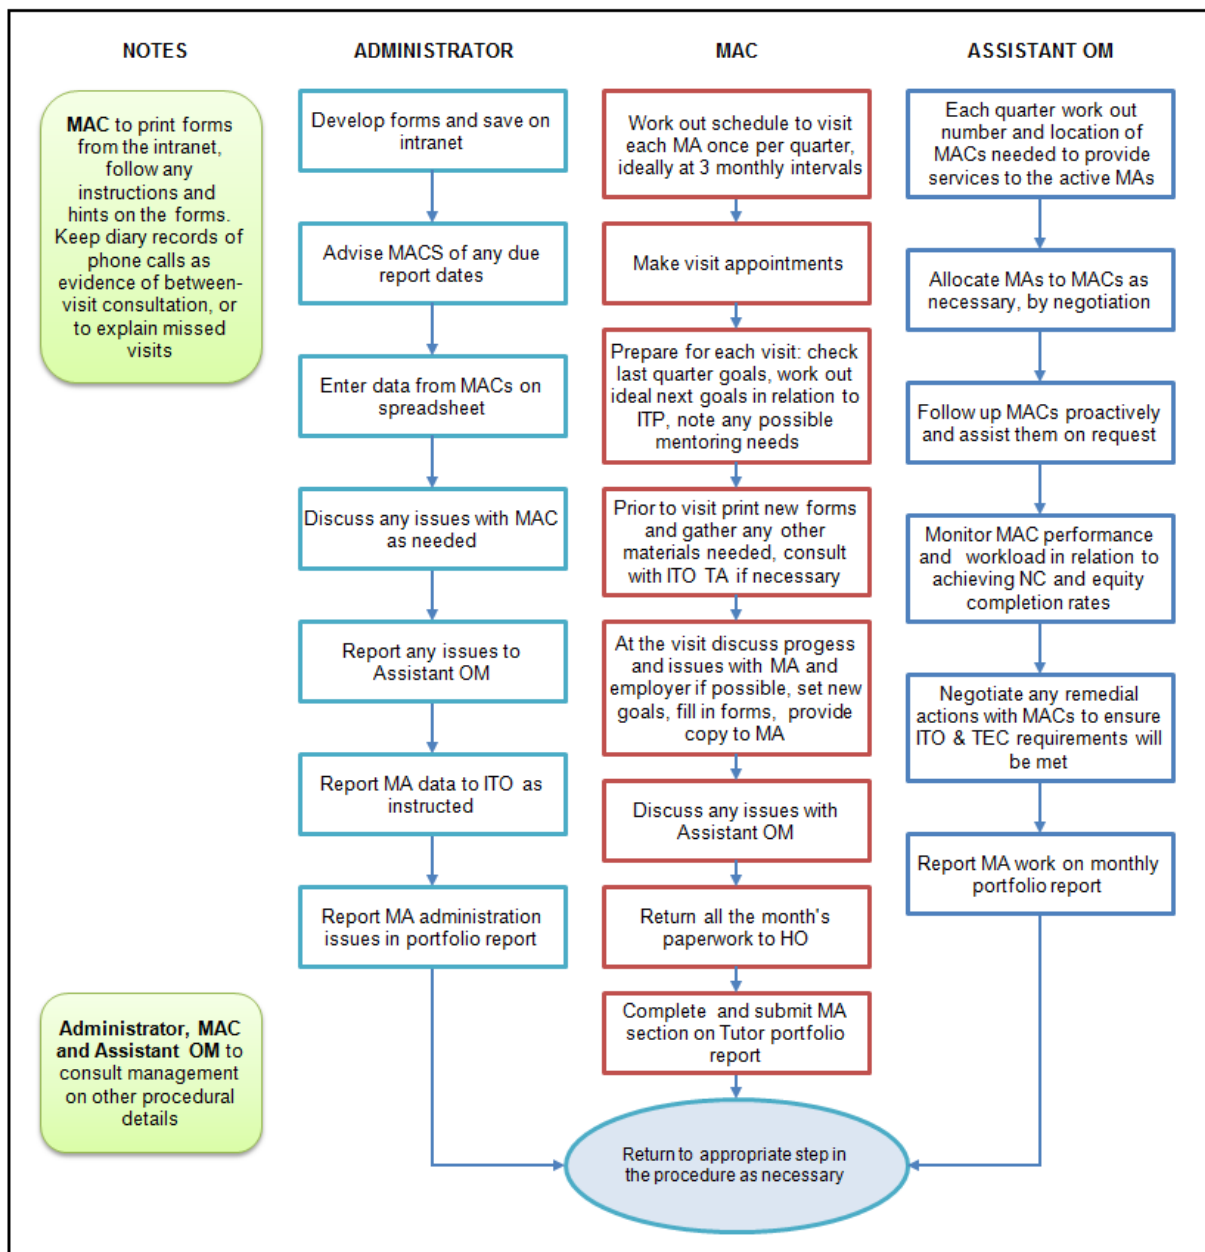 NOTES
MAC to print forms
from the intranet,
follow any
instructions and
hints on the forms.
Keep diary records of
phone calls as
evidence of between-
visit consultation, or
to explain missed
visits
Administrator, MAC
and Assistant OM to
consult management
on other procedural
details
ADMINISTRATOR
Develop forms and save on
intranet
Advise MACS of any due
report dates
Enter data from MACs on
spreadsheet
Discuss any issues with MAC
as needed
Report any issues to
Assistant OM
Report MA data to ITO as
instructed
Report MA administration
issues in portfolio report
MAC
Work out schedule to visit
each MA once per quarter,
ideally at 3 monthly intervals
Make visit appointments
Prepare for each visit: check
last quarter goals, work out
ideal next goals in relation to
ITP, note any possible
mentoring needs
Prior to visit print new forms
and gather any other
materials needed, consult
with ITO TA if necessary
At the visit discuss progess
and issues with MA and
employer if possible, set new
goals, fill in forms, provide
copy to MA
Discuss any issues with
Assistant OM
Return all the month's
paperwork to HO
Complete and submit MA
section on Tutor portfolio
report
ASSISTANT OM
Each quarter work out
number and location of
MACs needed to provide
services to the active MAs
Allocate MAs to MACs as
necessary, by negotiation
Follow up MACs proactively
and assist them on request
Monitor MAC performance
and workload in relation to
achieving NC and equity
completion rates
Negotiate any remedial
actions with MACs to ensure
ITO & TEC requirements will
be met
Report MA work on monthly
portfolio report
Return to appropriate step in
the procedure as necessary